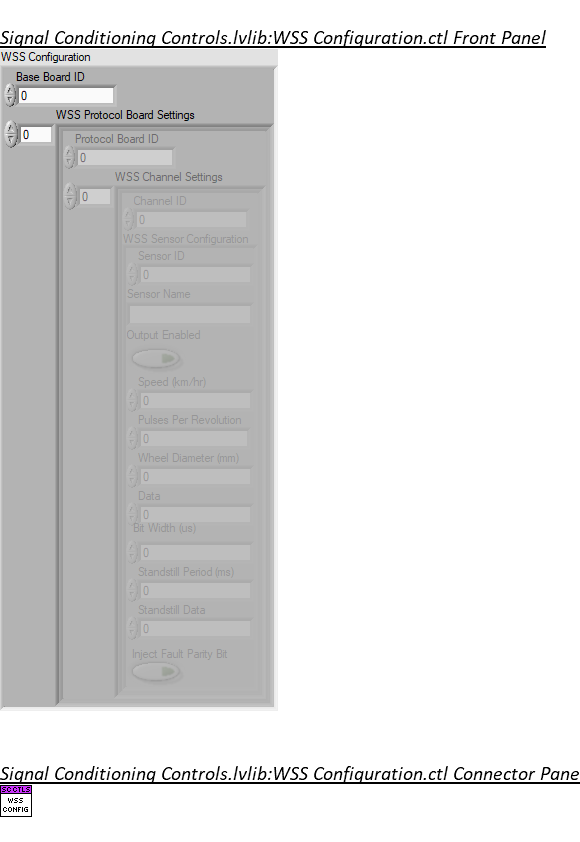 Signal Conditioning Controls.lvlib:WSS Configuration.ctl Front Panel
WSS Configuration
Base Board ID
0
WSS Protocol Board Settings
0
Protocol Board ID
0
WSS Channel Settings
0
Channel ID
0
WSS Sensor Configuration
Sensor ID
0
Sensor Name
Output Enabled
Speed (km/hr)
0
Pulses Per Revolution
0
Wheel Diameter (mm)
0
Data
0
Bit Width (us)
0
Standstill Period (ms)
0
Standstill Data
0
Inject Fault Parity Bit
Signal Conditioning Controls.lvlib:WSS Configuration.ctl Connector Pane
SCCTLS
WSS
CONFIG